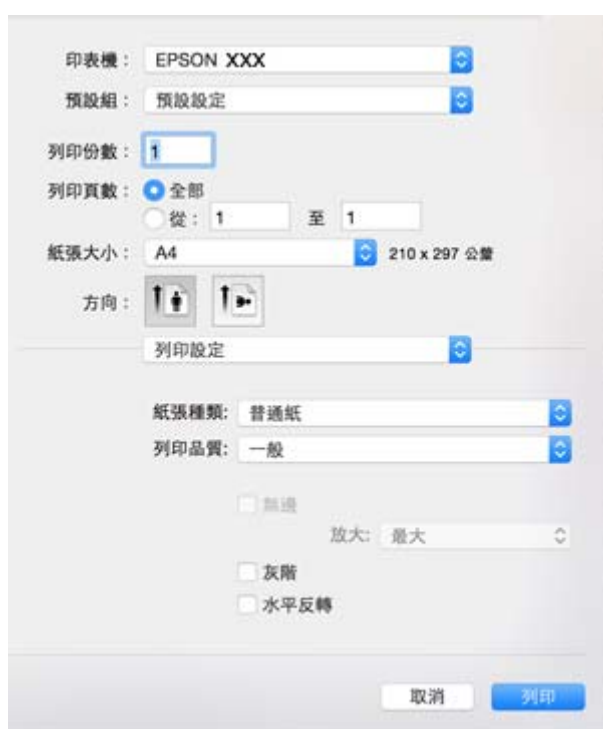 印表機： EPSON XXX
預設組： 預設設定
列印份數： 1
列印頁數： 全部
從： 1 至 1
紙張大小： A4 210 x 297 公釐
方向：
列印設定
紙張種類: 普通紙
列印品質: 一般
無邊
放大: 最大
灰階
水平反轉
取消 列印